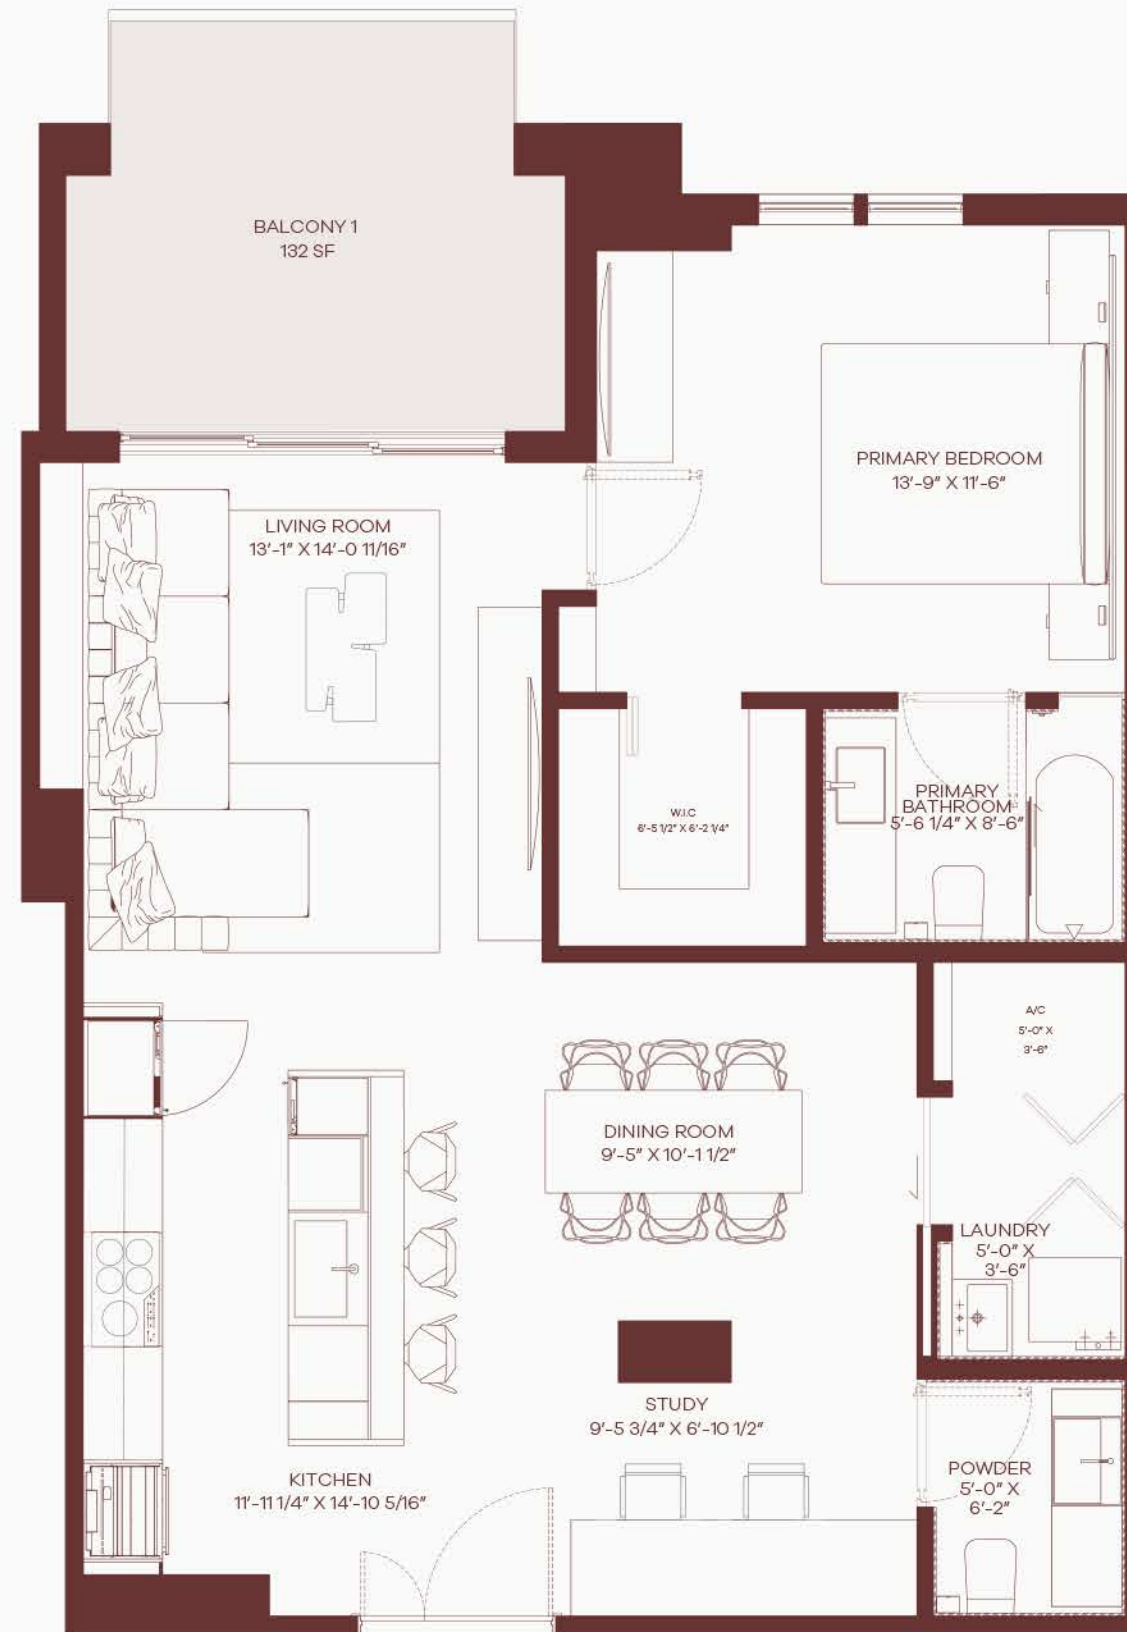 BALCONY 1
132 SF
PRIMARY BEDROOM
13'-9" X 11'-6"
LIVING ROOM
13'-1" X 14'-0 11/16"
W.I.C
6'-5 1/2" X 6'-2 1/4"
PRIMARY
BATHROOM
5'-6 1/4" X 8'-6"
A/C
5'-0" X
3'-6"
DINING ROOM
9'-5" X 10'-1 1/2"
LAUNDRY
5'-0" X
3'-6"
STUDY
9'-5 3/4" X 6'-10 1/2"
KITCHEN
11'-11 1/4" X 14'-10 5/16"
POWDER
5'-0" X
6'-2"